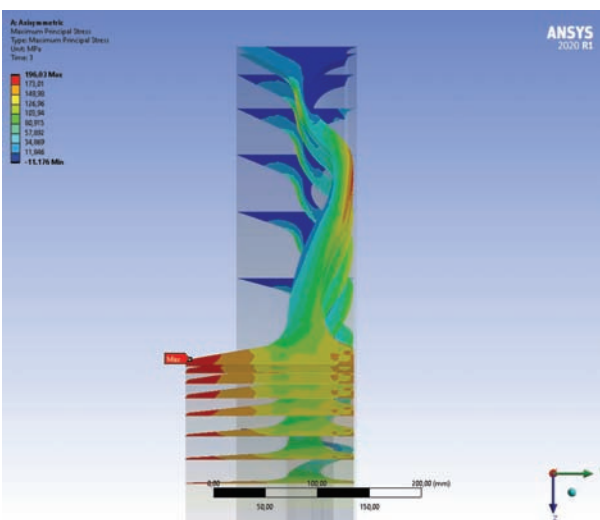 A: Axisymmetric
Maximum Principal Stress
Type: Maximum Principal Stress
Unit: MPa
Time: 3
196,03 Max
173,01
149,98
126,96
103,94
80,915
57,892
34,869
11,846
-11,176 Min
ANSYS
2020 R1
Max
0,00
100,00
200,00 (mm)
50,00
150,00
Z